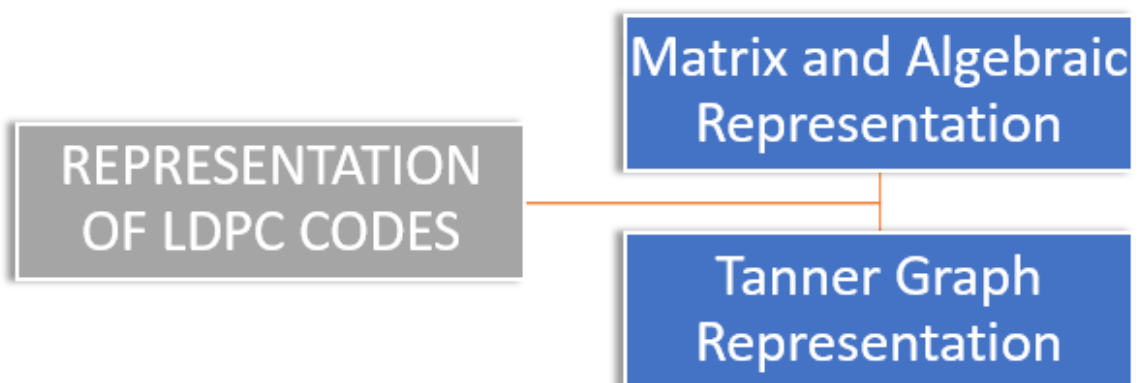 REPRESENTATION
OF LDPC CODES
Matrix and Algebraic
Representation
Tanner Graph
Representation